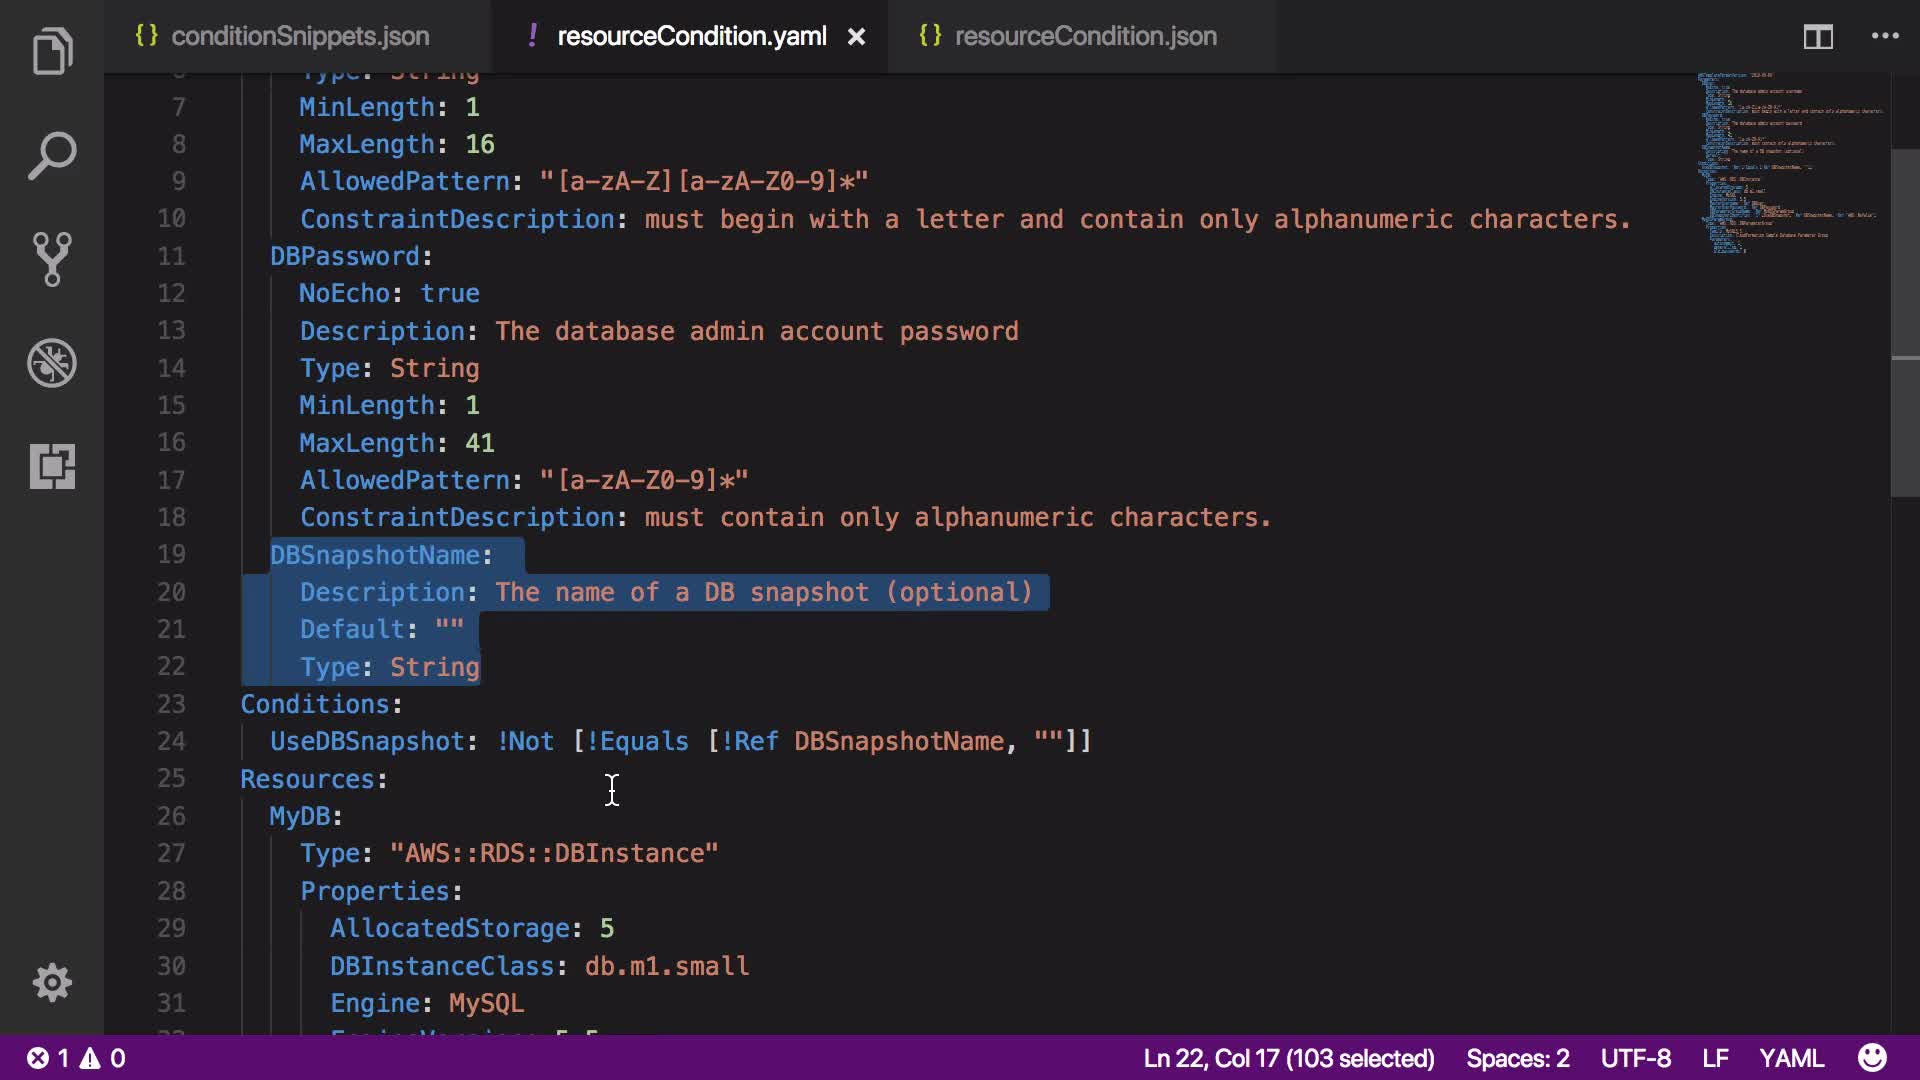 conditionSnippets.json
resourceCondition.yaml
resourceCondition.json
Type: String
7 MinLength: 1
8 MaxLength: 16
9 AllowedPattern: "[a-zA-Z][a-zA-Z0-9]*"
10 ConstraintDescription: must begin with a letter and contain only alphanumeric characters.
11 DBPassword:
12 NoEcho: true
13 Description: The database admin account password
14 Type: String
15 MinLength: 1
16 MaxLength: 41
17 AllowedPattern: "[a-zA-Z0-9]*"
18 ConstraintDescription: must contain only alphanumeric characters.
19 DBSnapshotName:
20 Description: The name of a DB snapshot (optional)
21 Default: ""
22 Type: String
23 Conditions:
24 UseDBSnapshot: !Not [!Equals [!Ref DBSnapshotName, ""]]
25 Resources:
26 MyDB:
27 Type: "AWS::RDS::DBInstance"
28 Properties:
29 AllocatedStorage: 5
30 DBInstanceClass: db.m1.small
31 Engine: MySQL
1 0
Ln 22, Col 17 (103 selected) Spaces: 2 UTF-8 LF YAML